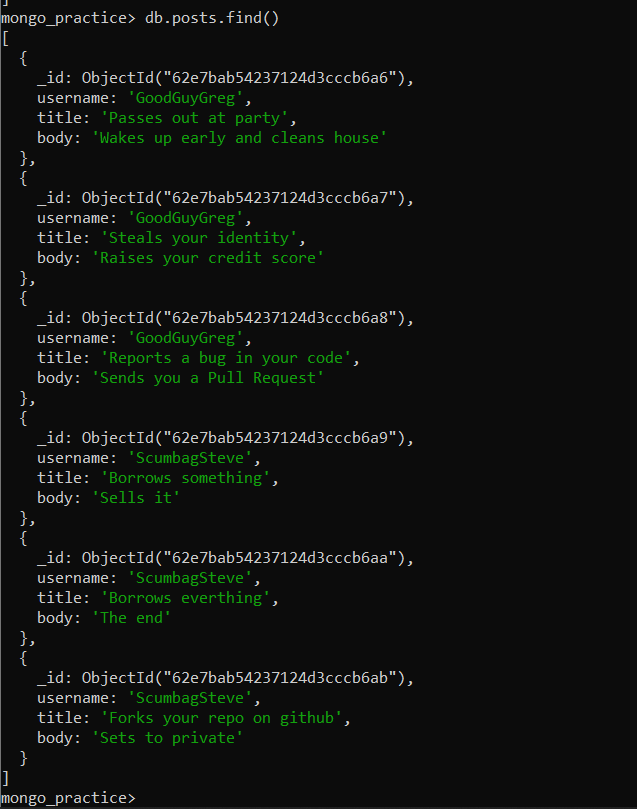 ]
mongo_practice> db.posts.find()
[
  {
    _id: ObjectId("62e7bab54237124d3cccb6a6"),
    username: 'GoodGuyGreg',
    title: 'Passes out at party',
    body: 'Wakes up early and cleans house'
  },
  {
    _id: ObjectId("62e7bab54237124d3cccb6a7"),
    username: 'GoodGuyGreg',
    title: 'Steals your identity',
    body: 'Raises your credit score'
  },
  {
    _id: ObjectId("62e7bab54237124d3cccb6a8"),
    username: 'GoodGuyGreg',
    title: 'Reports a bug in your code',
    body: 'Sends you a Pull Request'
  },
  {
    _id: ObjectId("62e7bab54237124d3cccb6a9"),
    username: 'ScumbagSteve',
    title: 'Borrows something',
    body: 'Sells it'
  },
  {
    _id: ObjectId("62e7bab54237124d3cccb6aa"),
    username: 'ScumbagSteve',
    title: 'Borrows everthing',
    body: 'The end'
  },
  {
    _id: ObjectId("62e7bab54237124d3cccb6ab"),
    username: 'ScumbagSteve',
    title: 'Forks your repo on github',
    body: 'Sets to private'
  }
]
mongo_practice>